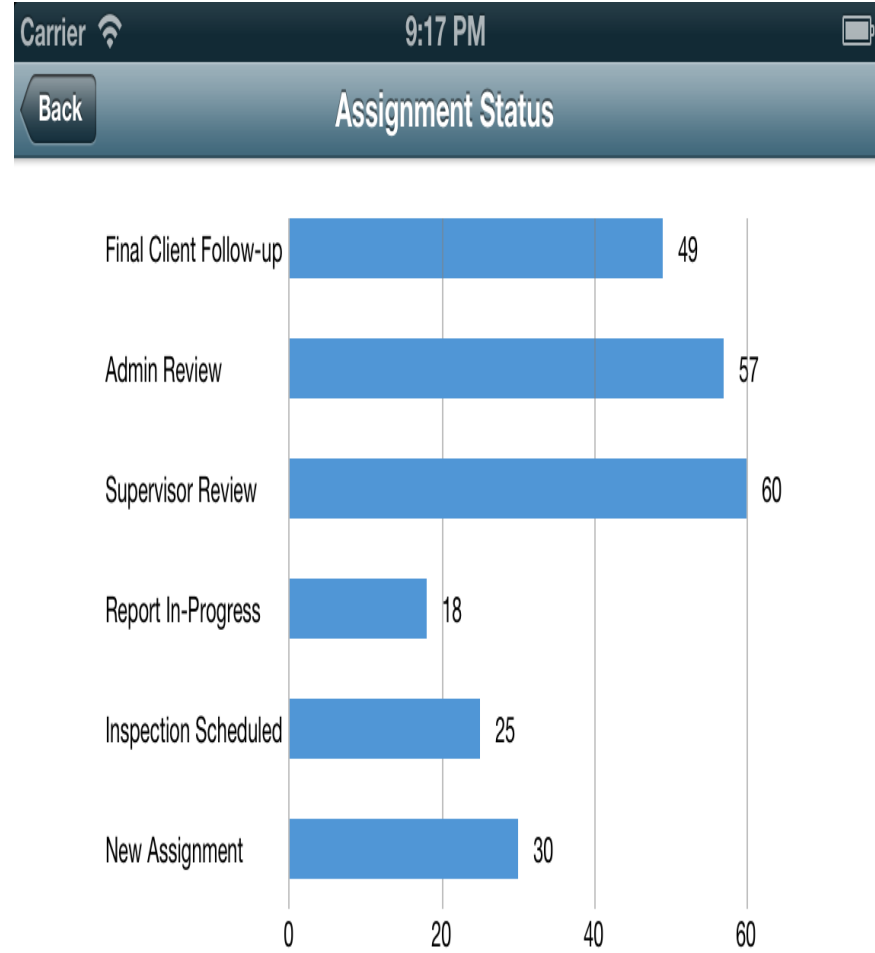 Carrier 9:17 PM
Back Assignment Status
Final Client Follow-up 49
Admin Review 57
Supervisor Review 60
Report In-Progress 18
Inspection Scheduled 25
New Assignment 30
0 20 40 60